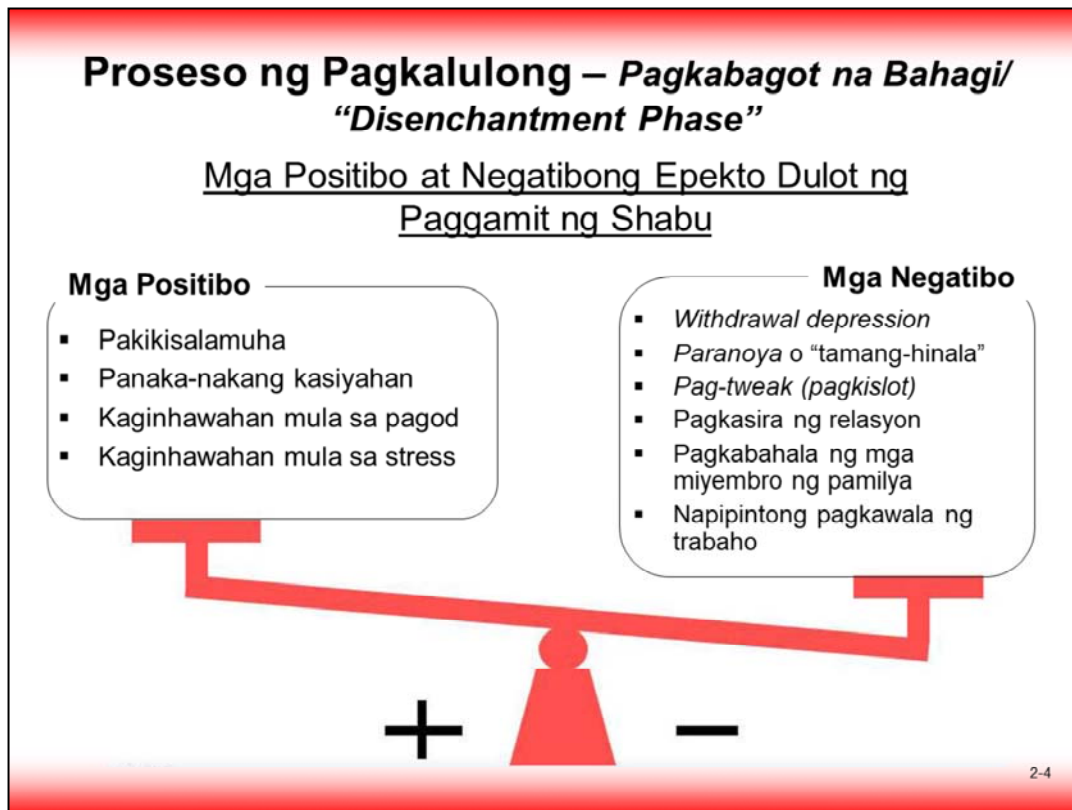 Proseso ng Pagkalulong – Pagkabagot na Bahagi/
“Disenchantment Phase”
Mga Positibo at Negatibong Epekto Dulot ng
Paggamit ng Shabu
Mga Positibo
▪ Pakikisalamuha
▪ Panaka-nakang kasiyahan
▪ Kaginhawahan mula sa pagod
▪ Kaginhawahan mula sa stress
Mga Negatibo
▪ Withdrawal depression
▪ Paranoya o “tamang-hinala”
▪ Pag-tweak (pagkislot)
▪ Pagkasira ng relasyon
▪ Pagkabahala ng mga
miyembro ng pamilya
▪ Napipintong pagkawala ng
trabaho
+ −
2-4